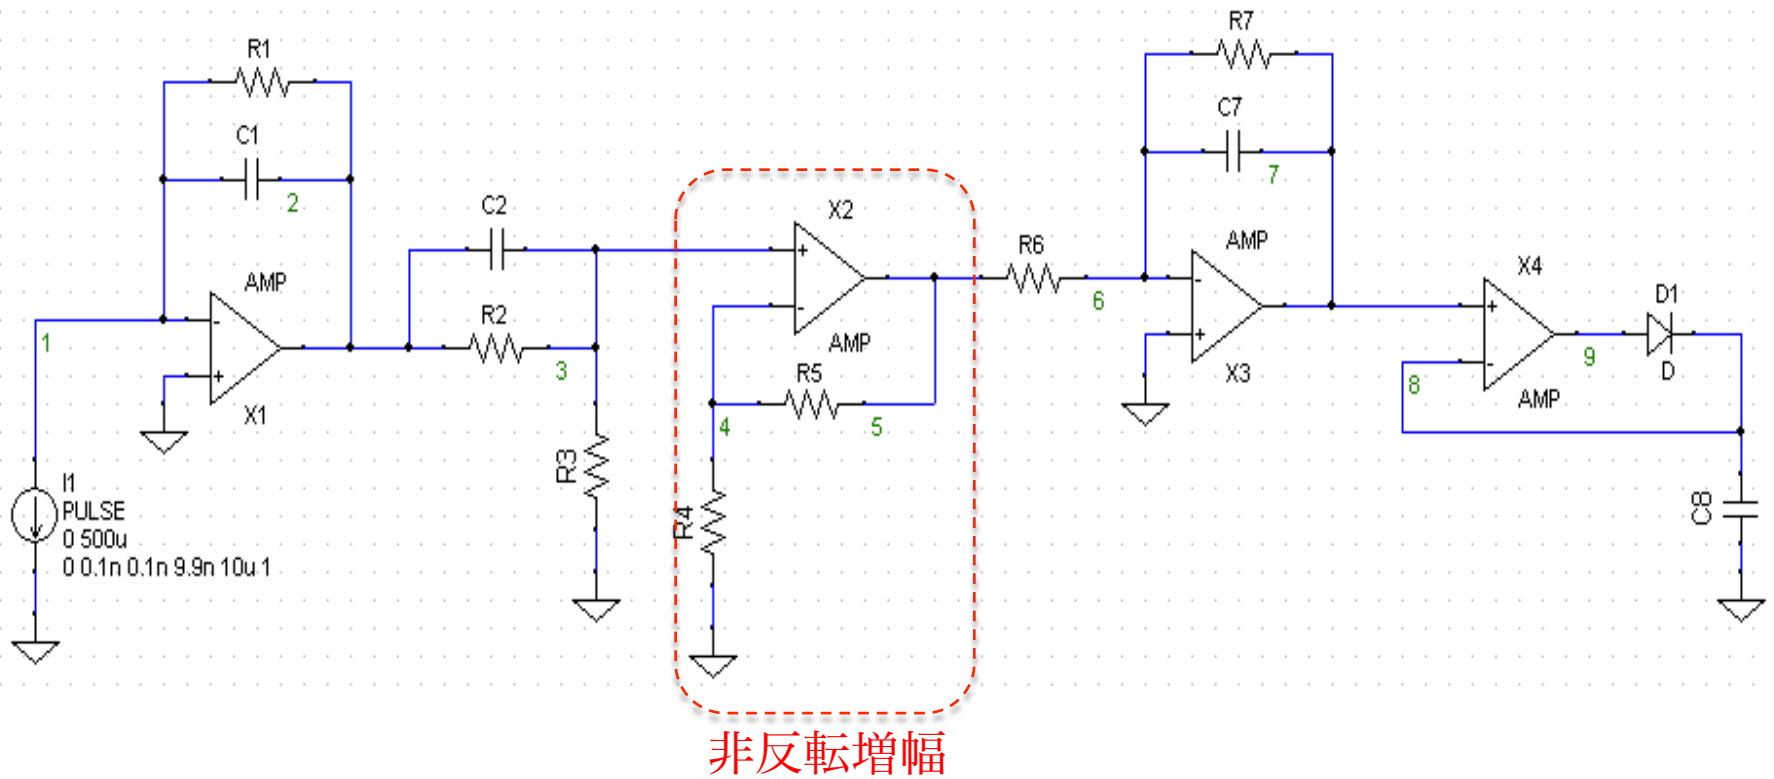 R1
C1
2
AMP
-
+
X1
1
I1
PULSE
0 500u
0 0.1n 0.1n 9.9n 10u 1
C2
R2
3
R3
X2
+
-
AMP
R5
4
5
R4
非反転増幅
R6
6
R7
C7
7
AMP
-
+
X3
X4
+
-
AMP
8
9
D1
D
C8